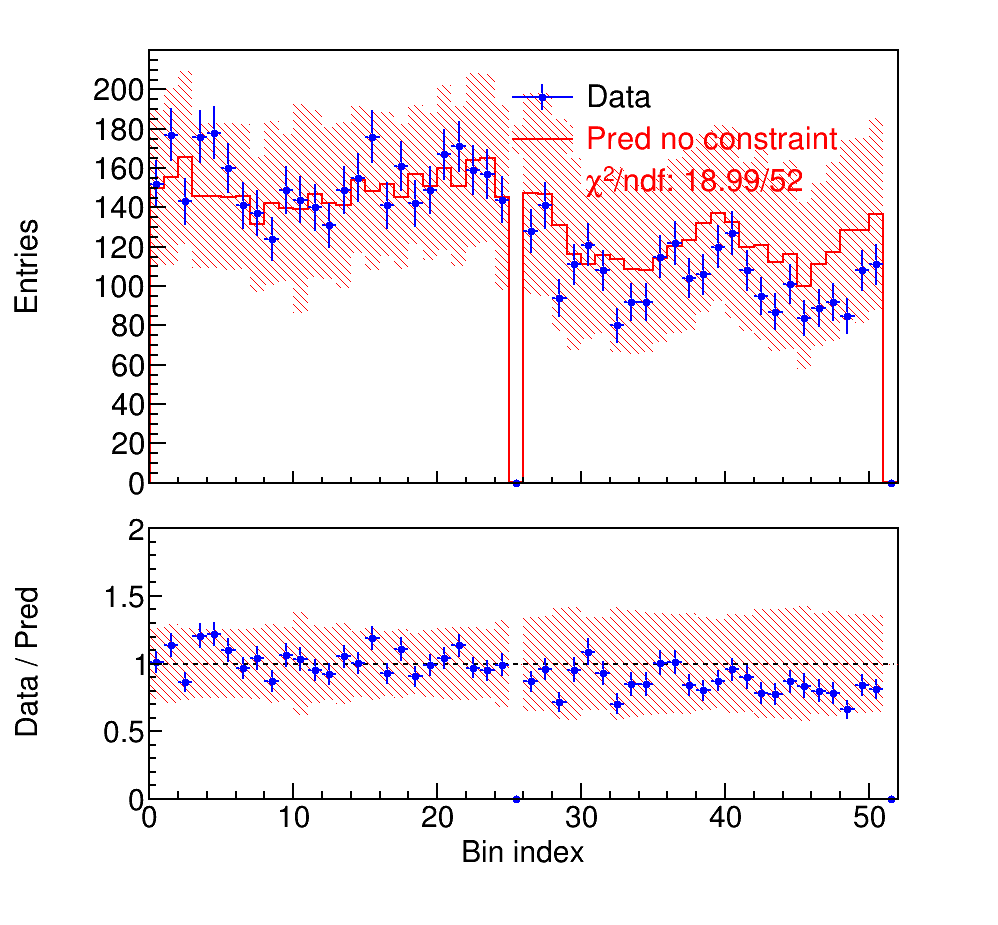 Entries
200
180
160
140
120
100
80
60
40
20
0
Data
Pred no constraint
χ²/ndf: 18.99/52
Data / Pred
2
1.5
1
0.5
0
0 10 20 30 40 50
Bin index